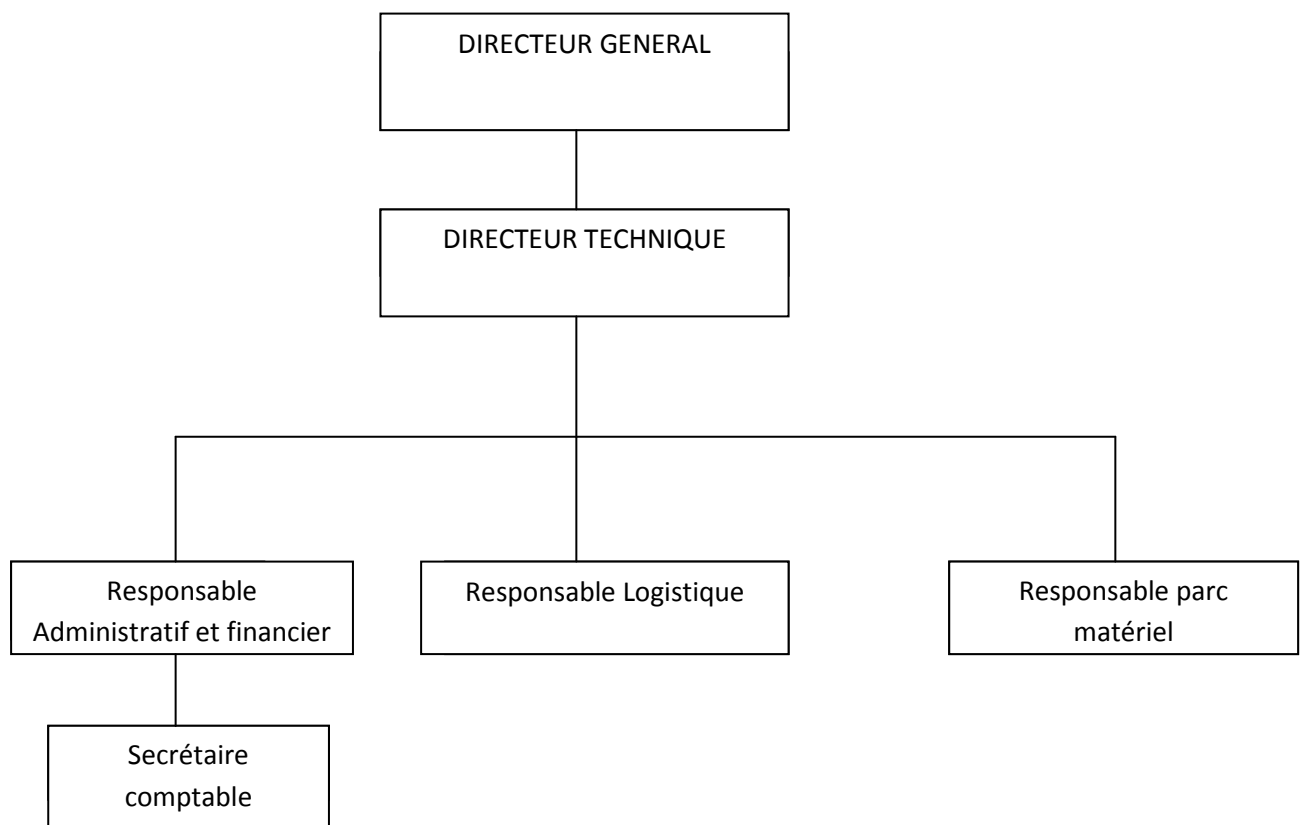 DIRECTEUR GENERAL
DIRECTEUR TECHNIQUE
Responsable
Administratif et financier
Responsable Logistique
Responsable parc
matériel
Secrétaire
comptable